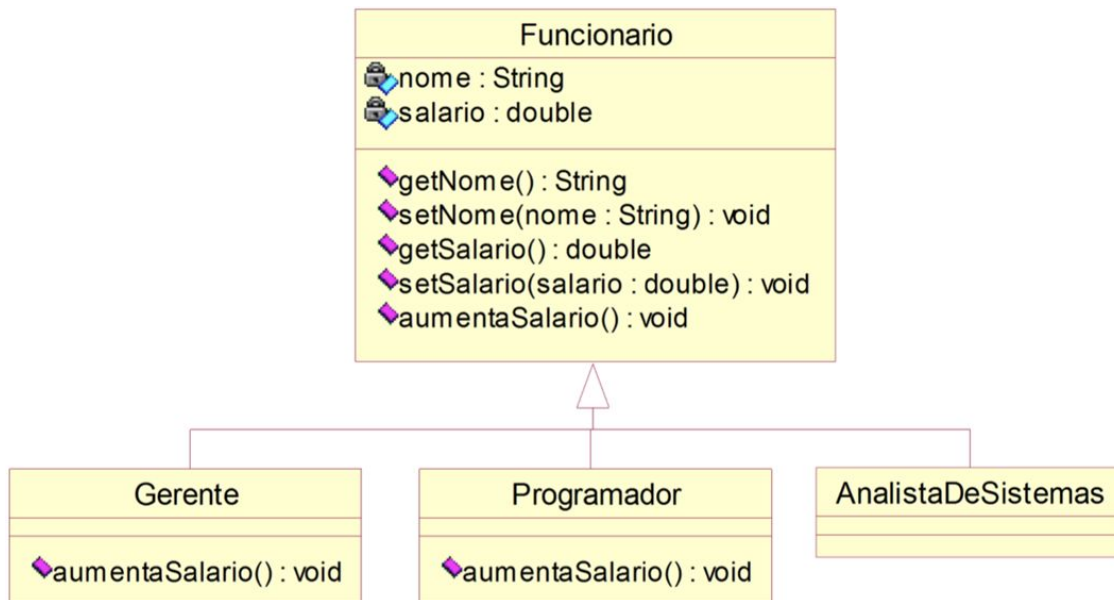 Funcionario
nome : String
salario : double
getNome() : String
setNome(nome : String) : void
getSalario() : double
setSalario(salario : double) : void
aumentaSalario() : void
Gerente
aumentaSalario() : void
Programador
aumentaSalario() : void
AnalistaDeSistemas